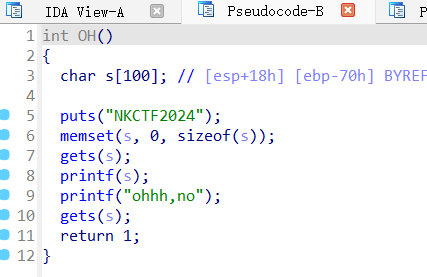 IDA View-A Pseudocode-B P
1 int OH()
2 {
3 char s[100]; // [esp+18h] [ebp-70h] BYREF
4
5 puts("NKCTF2024");
6 memset(s, 0, sizeof(s));
7 gets(s);
8 printf(s);
9 printf("ohhh,no");
10 gets(s);
11 return 1;
12 }